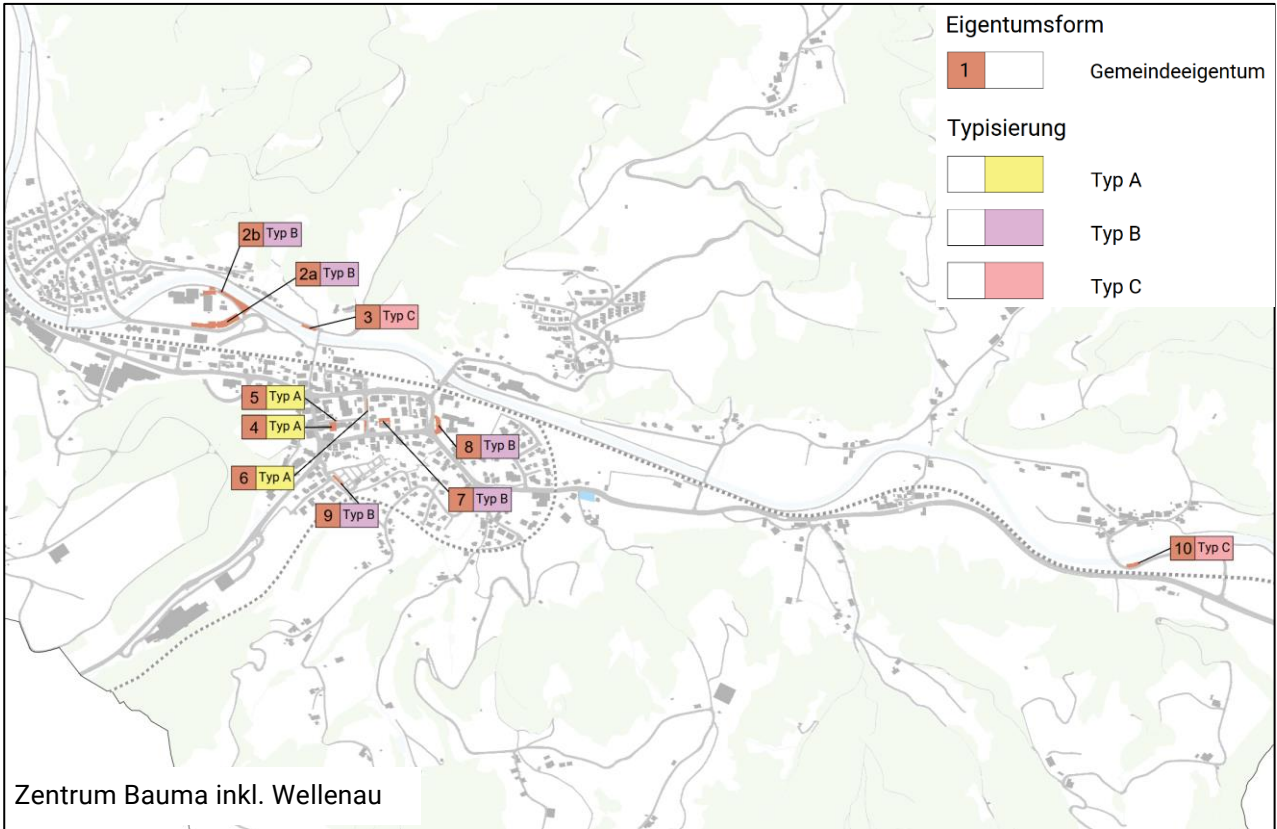 Eigentumsform
1 Gemeindeeigentum
Typisierung
Typ A
Typ B
Typ C
2b Typ B
2a Typ B
3 Typ C
5 Typ A
4 Typ A
8 Typ B
6 Typ A
7 Typ B
9 Typ B
10 Typ C
Zentrum Bauma inkl. Wellenau